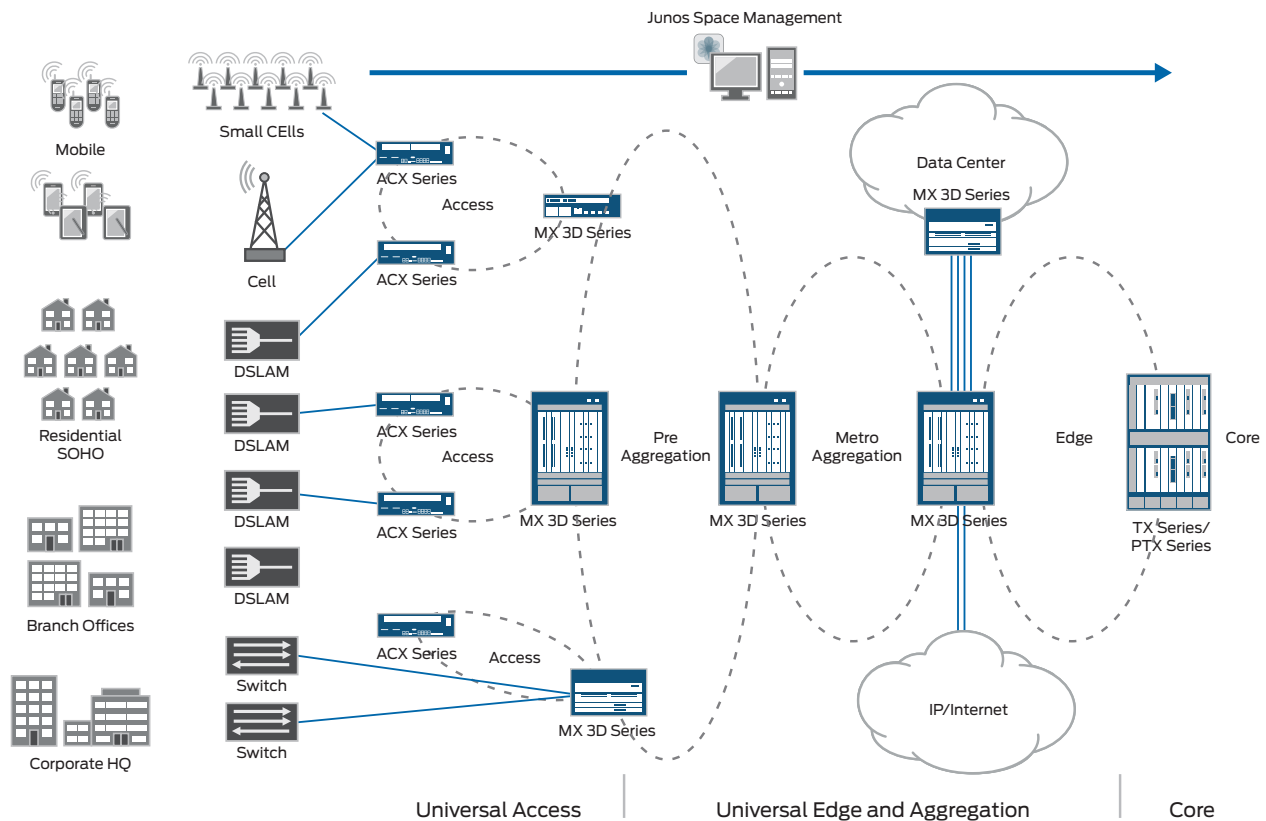 Junos Space Management
Mobile
Small CElls
ACX Series
Access
MX 3D Series
Data Center
MX 3D Series
Cell
ACX Series
DSLAM
Residential
SOHO
DSLAM
ACX Series
Access
DSLAM
ACX Series
MX 3D Series
Pre
Aggregation
MX 3D Series
Metro
Aggregation
MX 3D Series
Edge
Core
TX Series/
PTX Series
Branch Offices
DSLAM
ACX Series
Access
Switch
Switch
MX 3D Series
IP/Internet
Corporate HQ
Universal Access
Universal Edge and Aggregation
Core